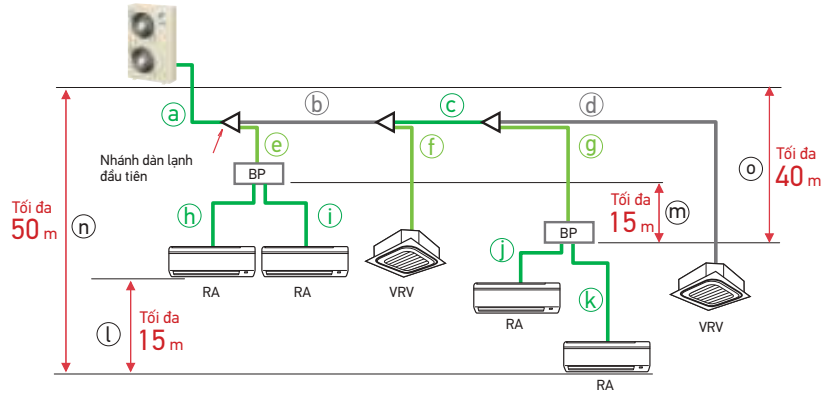 ⓐ
ⓑ
ⓒ
ⓓ
Nhánh dàn lạnh
đầu tiên
ⓔ
ⓕ
ⓖ
BP
ⓗ
ⓘ
RA
RA
VRV
BP
ⓙ
ⓚ
RA
RA
VRV
Tối đa
50 m
ⓝ
ⓛ
Tối đa
15 m
Tối đa
15 m
ⓜ
ⓞ
Tối đa
40 m